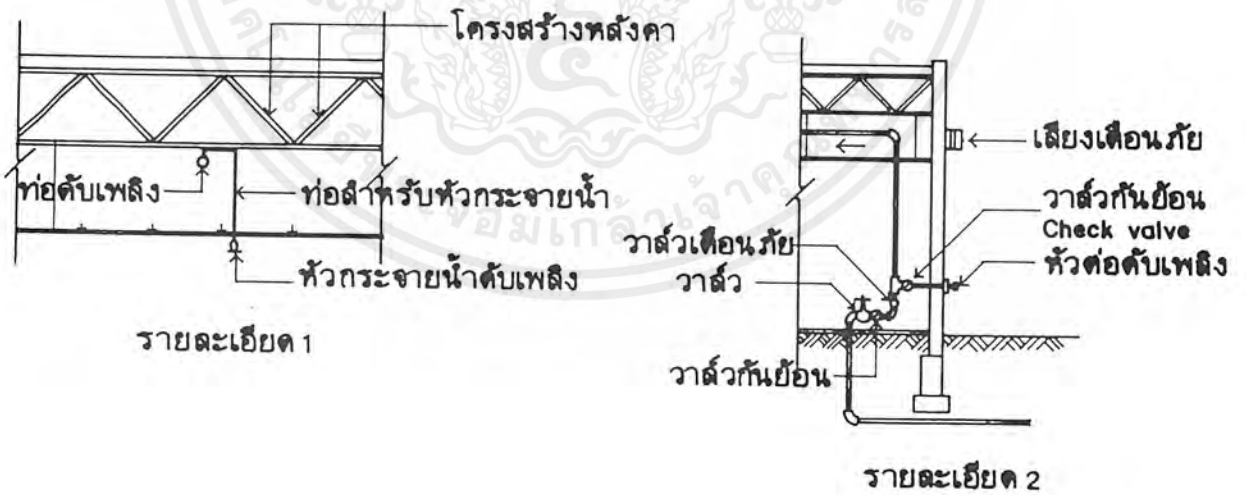 โครงสร้างหลังคา
ท่อดับเพลิง
ท่อสำหรับหัวกระจายน้ำ
หัวกระจายน้ำดับเพลิง
รายละเอียด 1
เสียงเตือนภัย
วาล์วกันย้อน
Check valve
หัวต่อดับเพลิง
วาล์วเตือนภัย
วาล์ว
วาล์วกันย้อน
รายละเอียด 2